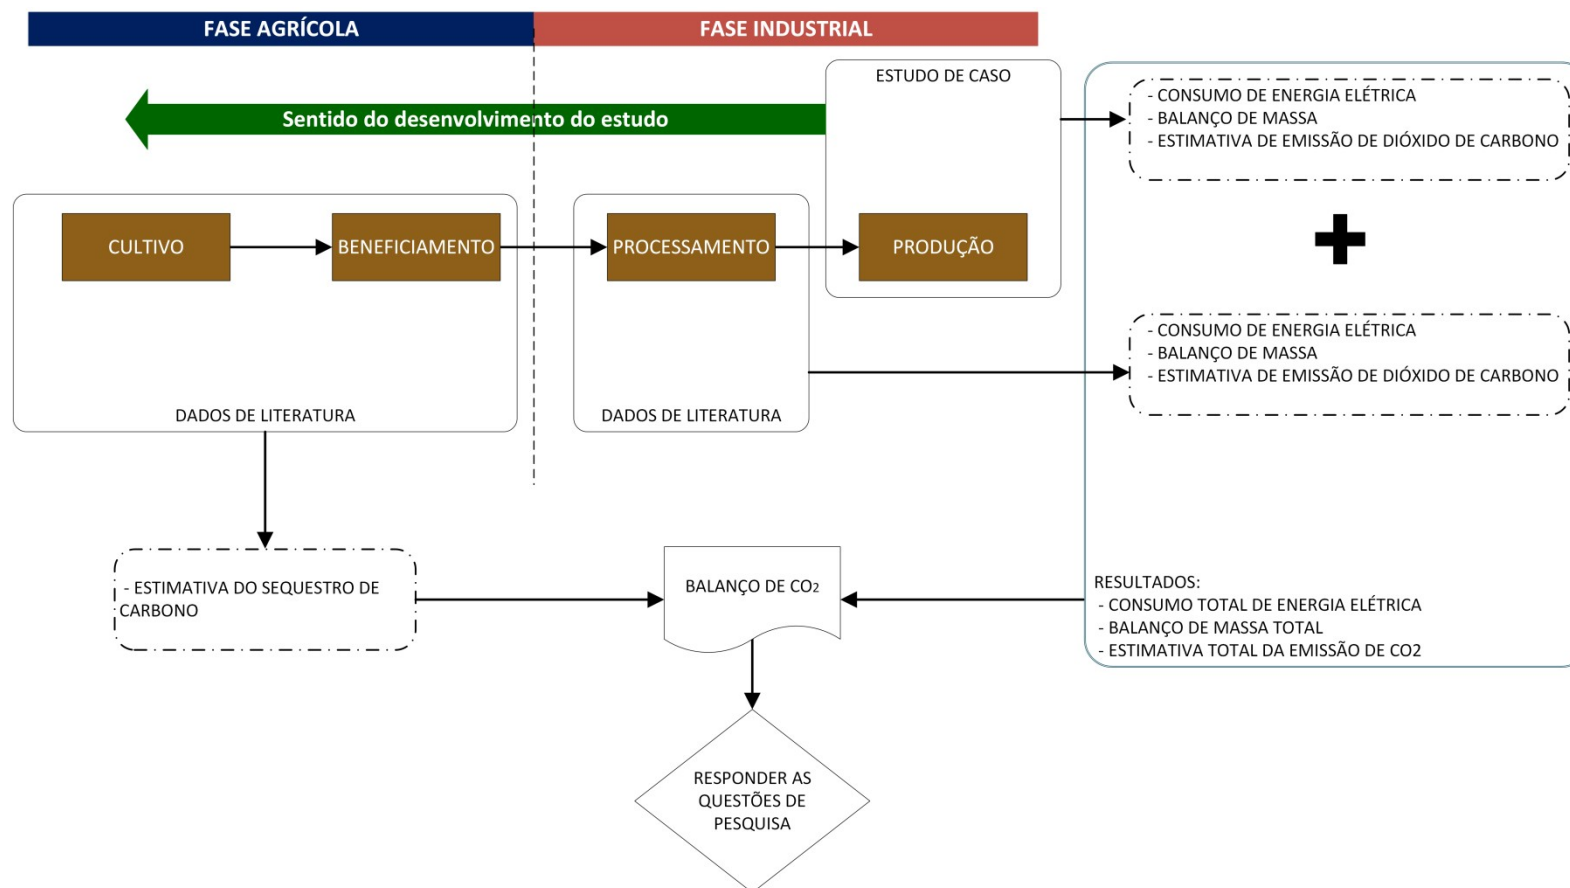 FASE AGRÍCOLA
FASE INDUSTRIAL
ESTUDO DE CASO
Sentido do desenvolvimento do estudo
- CONSUMO DE ENERGIA ELÉTRICA
- BALANÇO DE MASSA
- ESTIMATIVA DE EMISSÃO DE DIÓXIDO DE CARBONO
CULTIVO
BENEFICIAMENTO
PROCESSAMENTO
PRODUÇÃO
- CONSUMO DE ENERGIA ELÉTRICA
- BALANÇO DE MASSA
- ESTIMATIVA DE EMISSÃO DE DIÓXIDO DE CARBONO
DADOS DE LITERATURA
DADOS DE LITERATURA
- ESTIMATIVA DO SEQUESTRO DE
CARBONO
BALANÇO DE CO2
RESULTADOS:
- CONSUMO TOTAL DE ENERGIA ELÉTRICA
- BALANÇO DE MASSA TOTAL
- ESTIMATIVA TOTAL DA EMISSÃO DE CO2
RESPONDER AS
QUESTÕES DE
PESQUISA